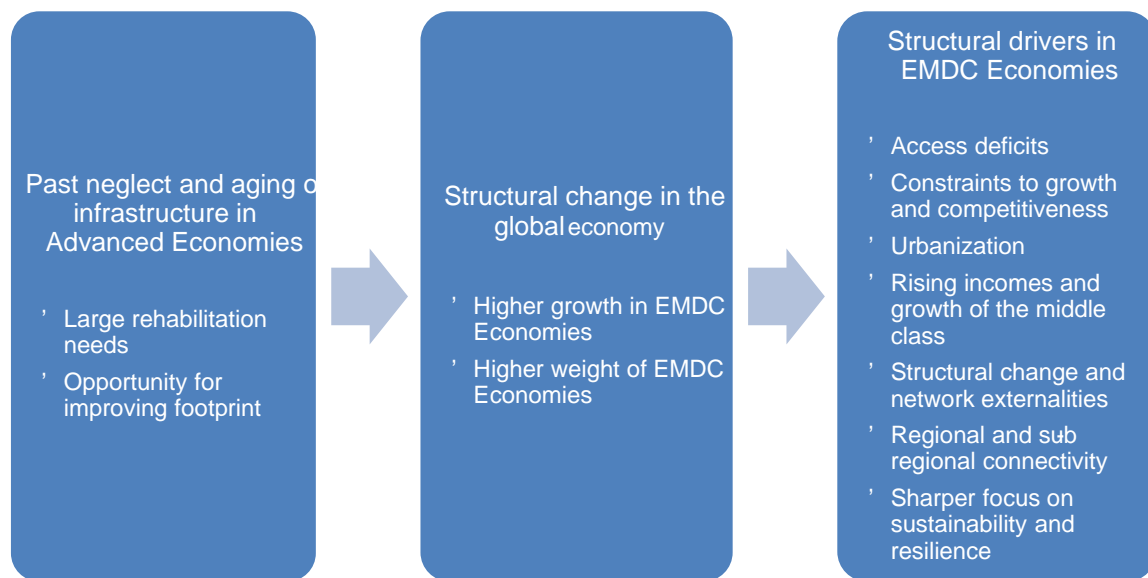 Past neglect and aging o
infrastructure in
Advanced Economies
’ Large rehabilitation
needs
’ Opportunity for
improving footprint
Structural change in the
global economy
’ Higher growth in EMDC
Economies
’ Higher weight of EMDC
Economies
Structural drivers in
EMDC Economies
’ Access deficits
’ Constraints to growth
and competitiveness
’ Urbanization
’ Rising incomes and
growth of the middle
class
’ Structural change and
network externalities
’ Regional and sub-
regional connectivity
’ Sharper focus on
sustainability and
resilience